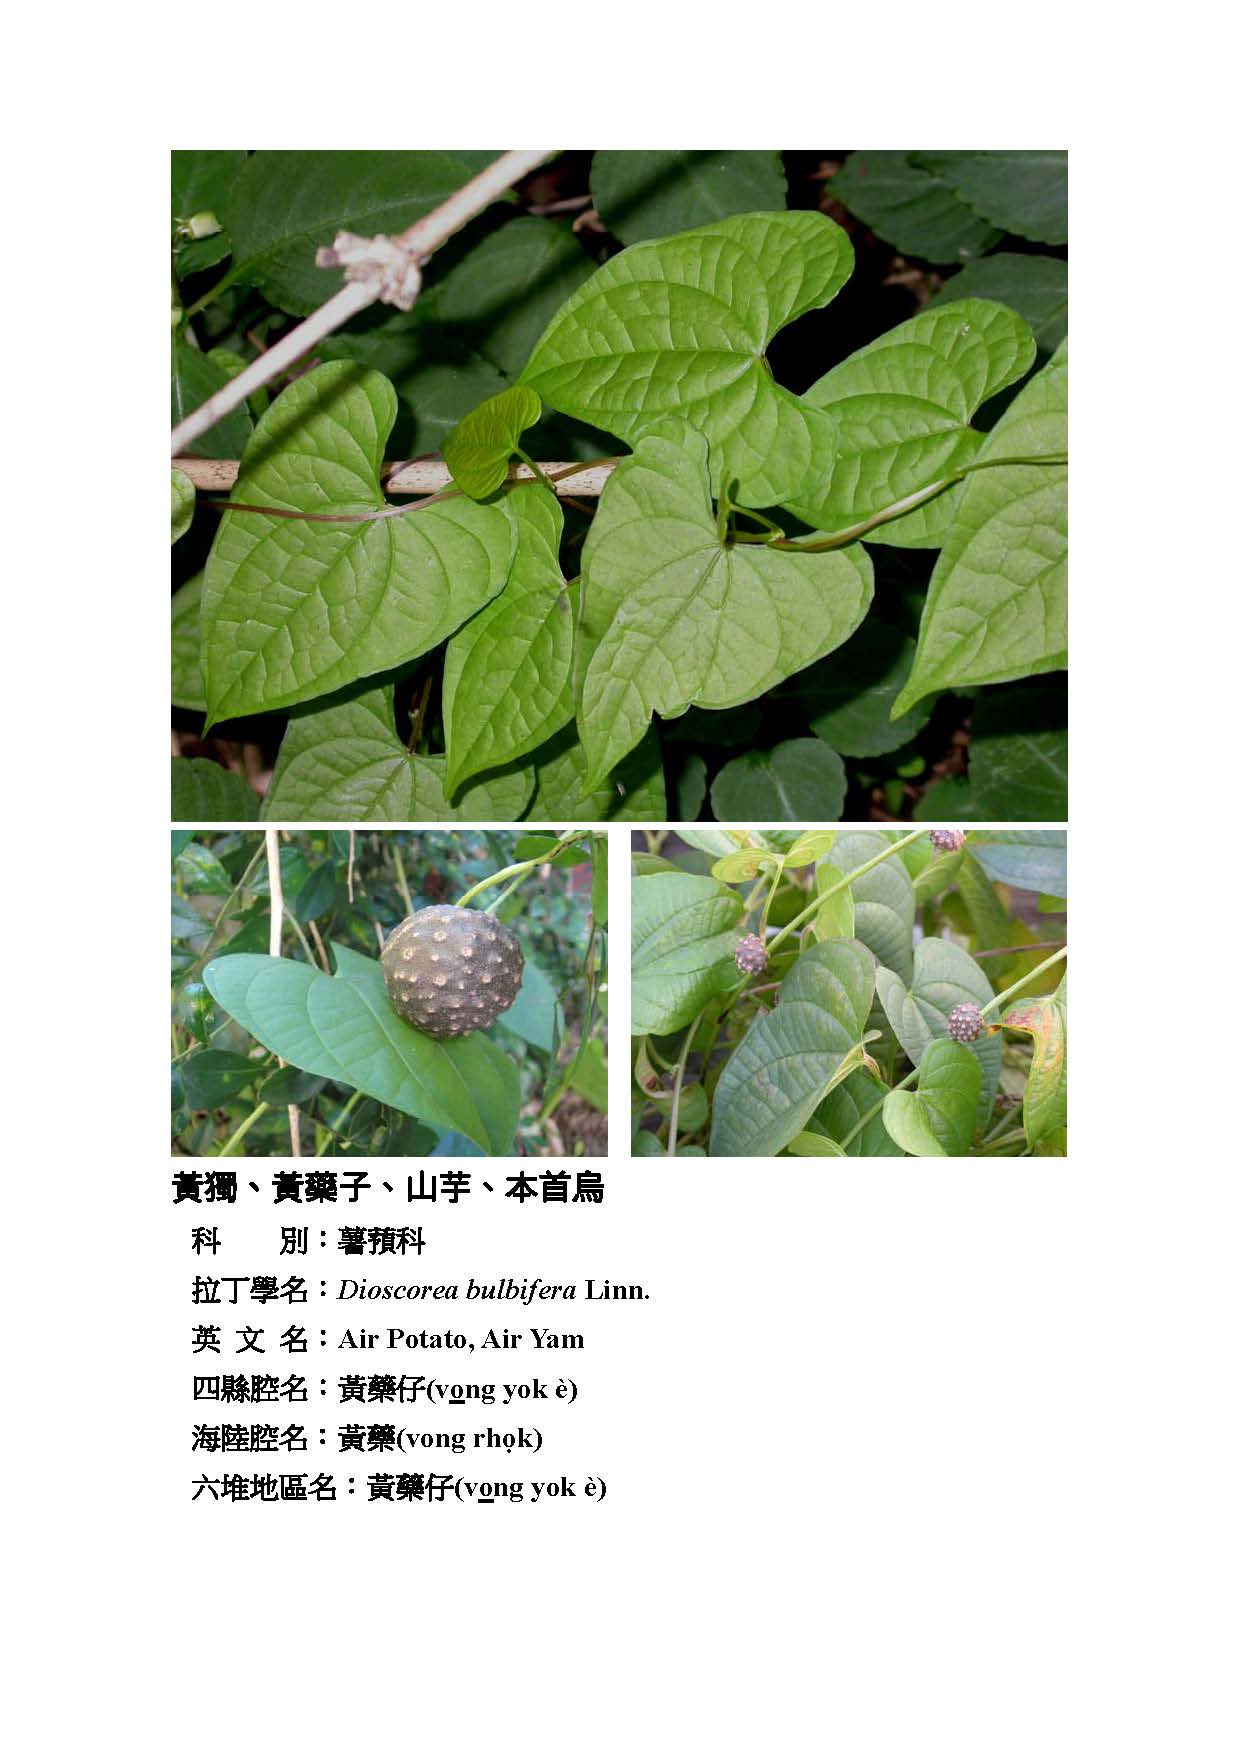 黃獨、黃藥子、山芋、本首烏
科　　別：薯蕷科
拉丁學名：Dioscorea bulbifera Linn.
英 文 名：Air Potato, Air Yam
四縣腔名：黃藥仔(vo̲ng yok è)
海陸腔名：黃藥(vong rhọk)
六堆地區名：黃藥仔(vo̲ng yok è)